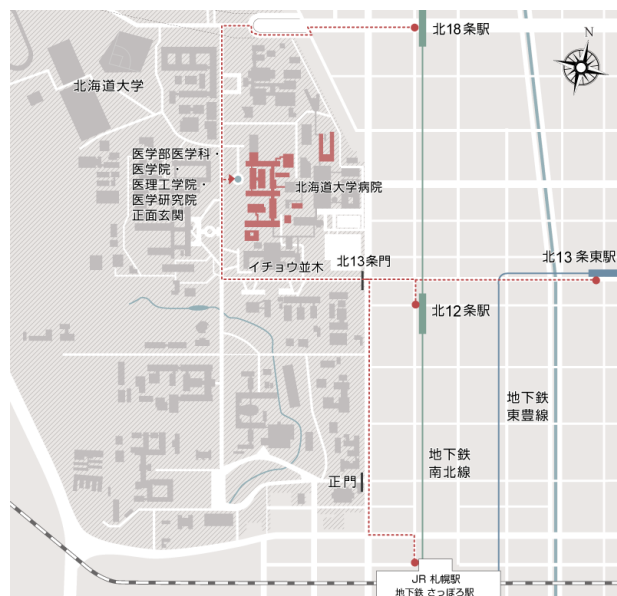 北18条駅
N
北海道大学
医学部医学科・
医学院・
医理工学院・
医学研究院
正面玄関
北海道大学病院
北13条東駅
北13条門
イチョウ並木
北12条駅
地下鉄
東豊線
地下鉄
南北線
正門
JR 札幌駅
地下鉄 さっぽろ駅